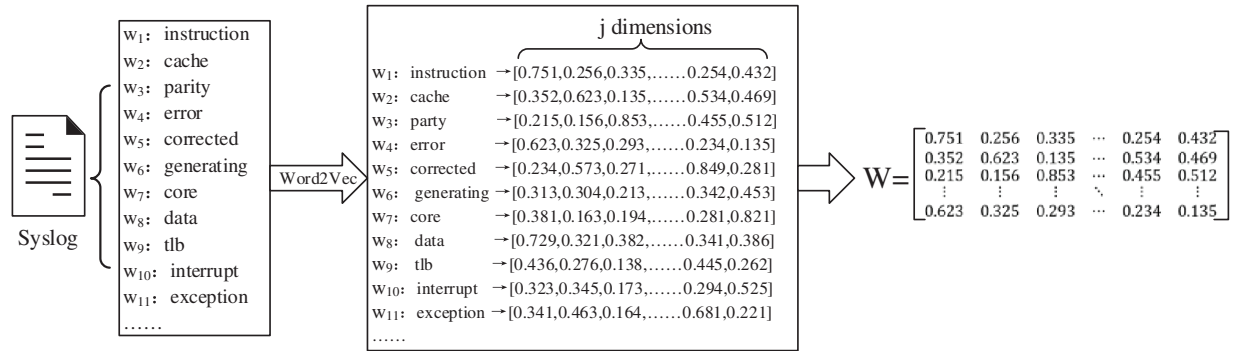 Syslog
w₁: instruction
w₂: cache
w₃: parity
w₄: error
w₅: corrected
w₆: generating
w₇: core
w₈: data
w₉: tlb
w₁₀: interrupt
w₁₁: exception
......
Word2Vec
j dimensions
w₁: instruction →[0.751,0.256,0.335,......0.254,0.432]
w₂: cache →[0.352,0.623,0.135,......0.534,0.469]
w₃: party →[0.215,0.156,0.853,......0.455,0.512]
w₄: error →[0.623,0.325,0.293,......0.234,0.135]
w₅: corrected →[0.234,0.573,0.271,......0.849,0.281]
w₆: generating →[0.313,0.304,0.213,......0.342,0.453]
w₇: core →[0.381,0.163,0.194,......0.281,0.821]
w₈: data →[0.729,0.321,0.382,......0.341,0.386]
w₉: tlb →[0.436,0.276,0.138,......0.445,0.262]
w₁₀: interrupt →[0.323,0.345,0.173,......0.294,0.525]
w₁₁: exception →[0.341,0.463,0.164,......0.681,0.221]
......
W=
0.751 0.256 0.335 ⋯ 0.254 0.432
0.352 0.623 0.135 ⋯ 0.534 0.469
0.215 0.156 0.853 ⋯ 0.455 0.512
⋮ ⋮ ⋮ ⋱ ⋮ ⋮
0.623 0.325 0.293 ⋯ 0.234 0.135